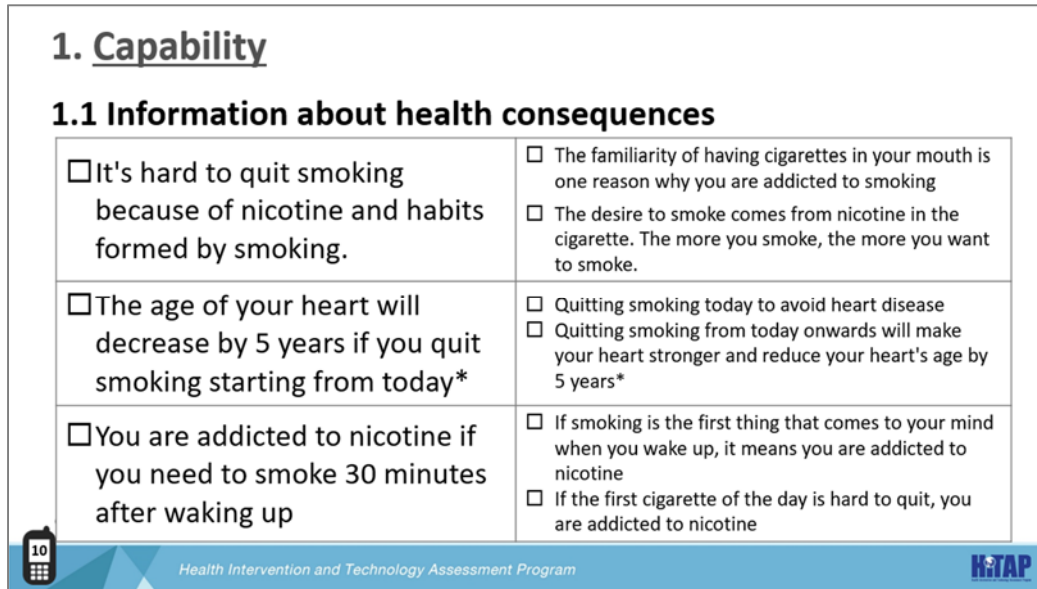 1. Capability
1.1 Information about health consequences
☐ It's hard to quit smoking
because of nicotine and habits
formed by smoking.
☐ The familiarity of having cigarettes in your mouth is
one reason why you are addicted to smoking
☐ The desire to smoke comes from nicotine in the
cigarette. The more you smoke, the more you want
to smoke.
☐ The age of your heart will
decrease by 5 years if you quit
smoking starting from today*
☐ Quitting smoking today to avoid heart disease
☐ Quitting smoking from today onwards will make
your heart stronger and reduce your heart's age by
5 years*
☐ You are addicted to nicotine if
you need to smoke 30 minutes
after waking up
☐ If smoking is the first thing that comes to your mind
when you wake up, it means you are addicted to
nicotine
☐ If the first cigarette of the day is hard to quit, you
are addicted to nicotine
10
Health Intervention and Technology Assessment Program
HITAP